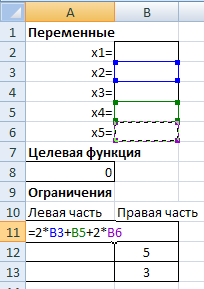 A B
1 Переменные
2 x1=
3 x2=
4 x3=
5 x4=
6 x5=
7 Целевая функция
8 0
9 Ограничения
10 Левая часть Правая часть
11 =2*B3+B5+2*B6
12 5
13 3